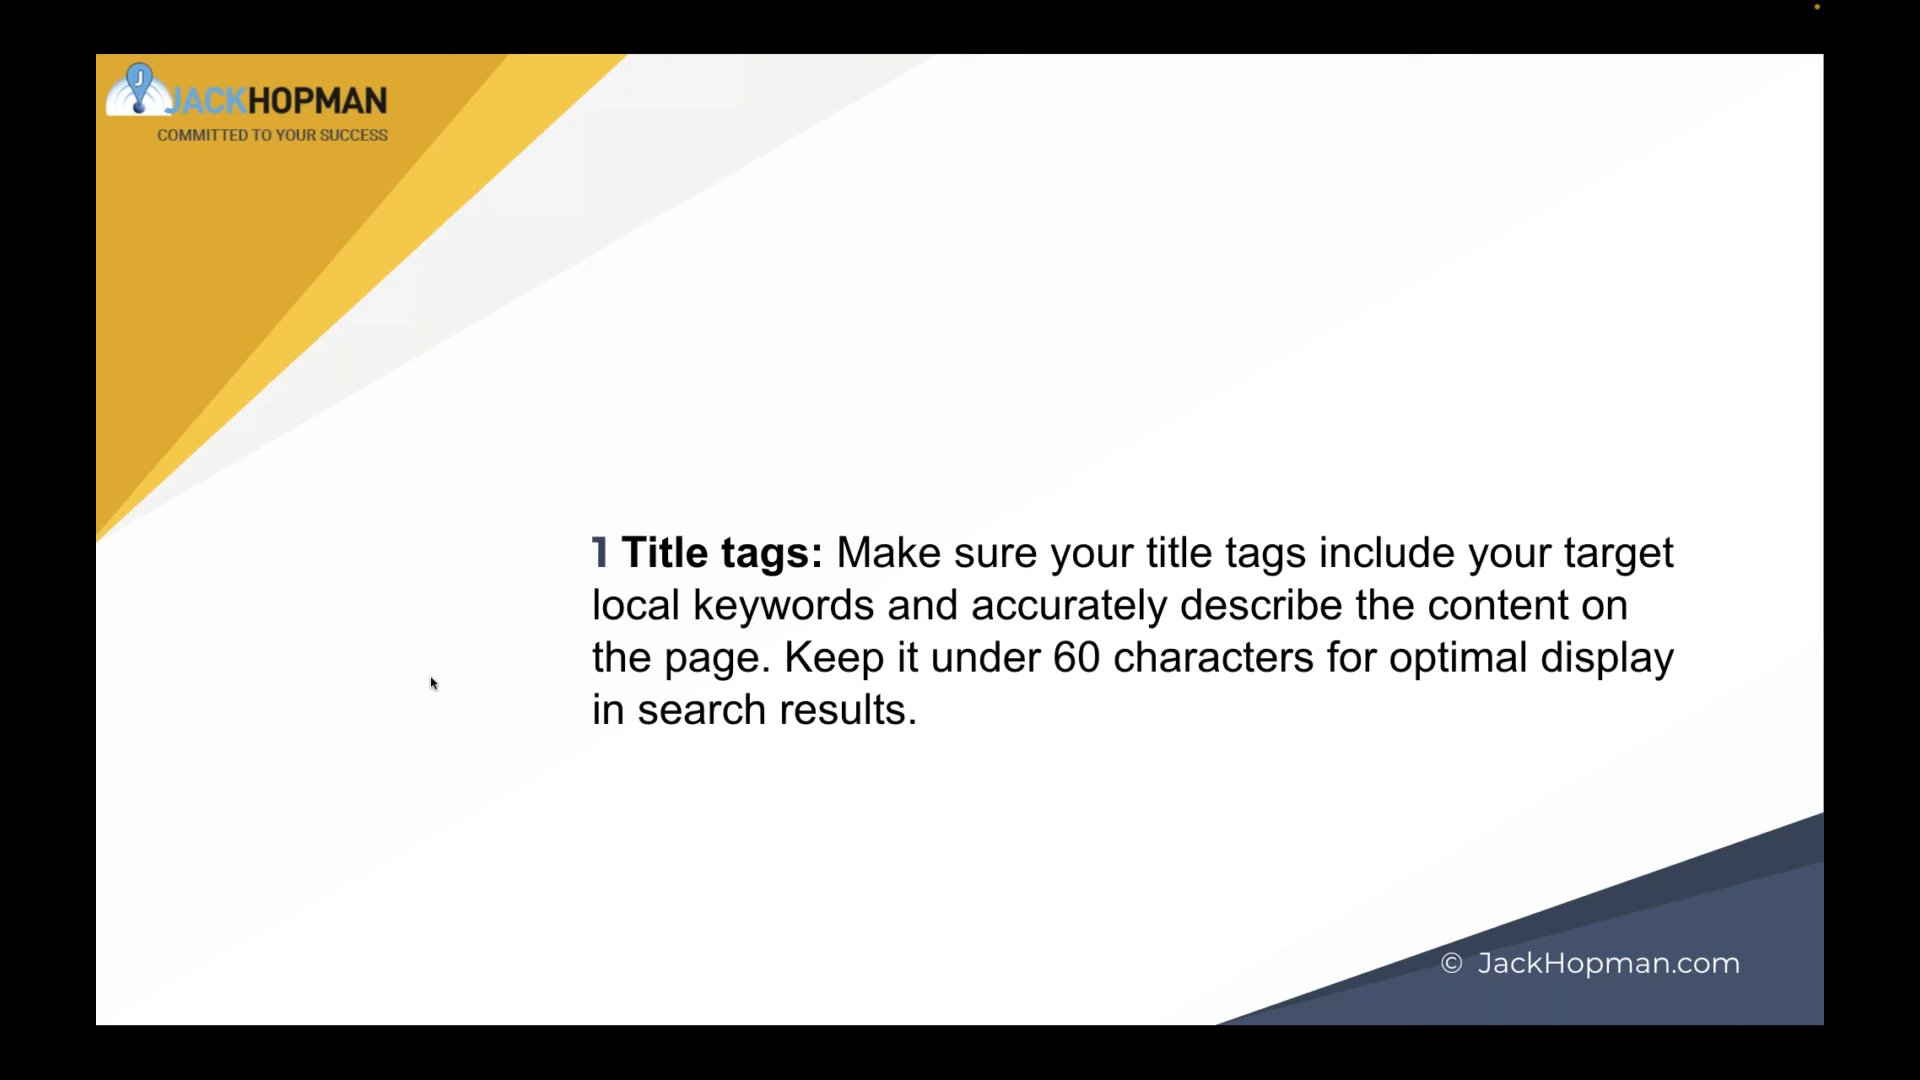 J
JACKHOPMAN
COMMITTED TO YOUR SUCCESS
1 Title tags: Make sure your title tags include your target
local keywords and accurately describe the content on
the page. Keep it under 60 characters for optimal display
in search results.
© JackHopman.com